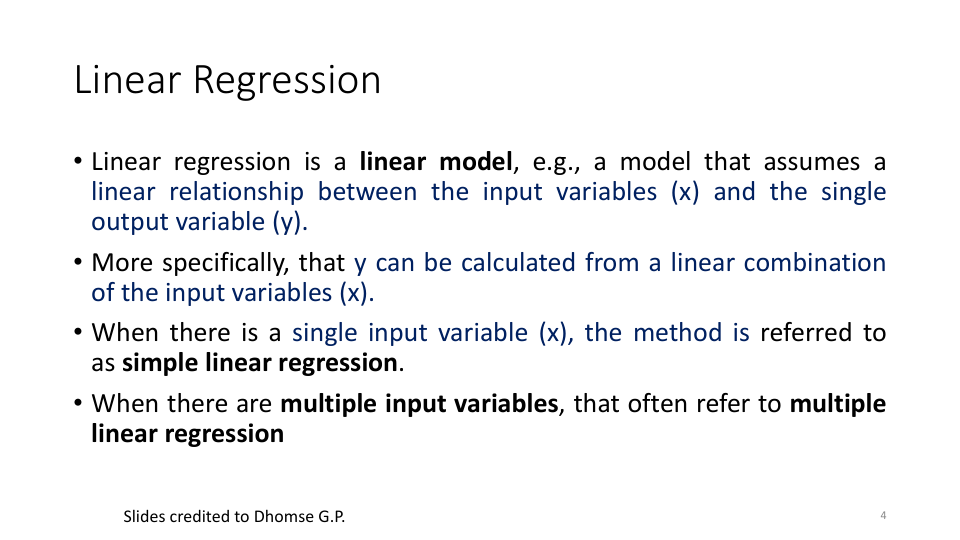 Linear Regression
• Linear regression is a linear model, e.g., a model that assumes a
linear relationship between the input variables (x) and the single
output variable (y).
• More specifically, that y can be calculated from a linear combination
of the input variables (x).
• When there is a single input variable (x), the method is referred to
as simple linear regression.
• When there are multiple input variables, that often refer to multiple
linear regression
Slides credited to Dhomse G.P.
4